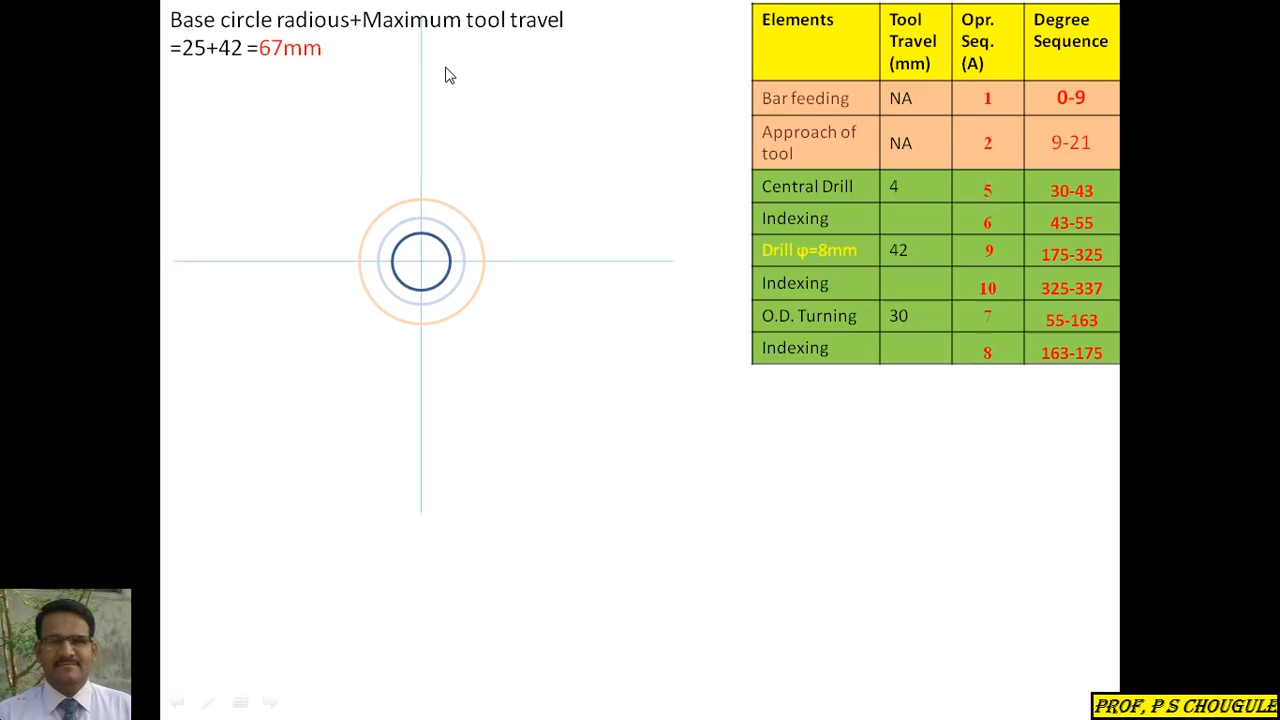 Base circle radious+Maximum tool travel
=25+42 =67mm
Elements Tool Travel (mm) Opr. Seq. (A) Degree Sequence
Bar feeding NA 1 0-9
Approach of tool NA 2 9-21
Central Drill 4 5 30-43
Indexing 6 43-55
Drill φ=8mm 42 9 175-325
Indexing 10 325-337
O.D. Turning 30 7 55-163
Indexing 8 163-175
PROF, P S CHOUGULE